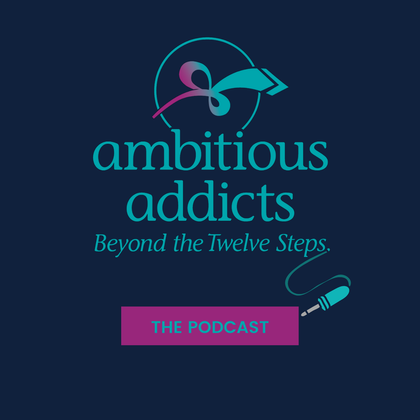 ambitious
addicts
Beyond the Twelve Steps.
THE PODCAST